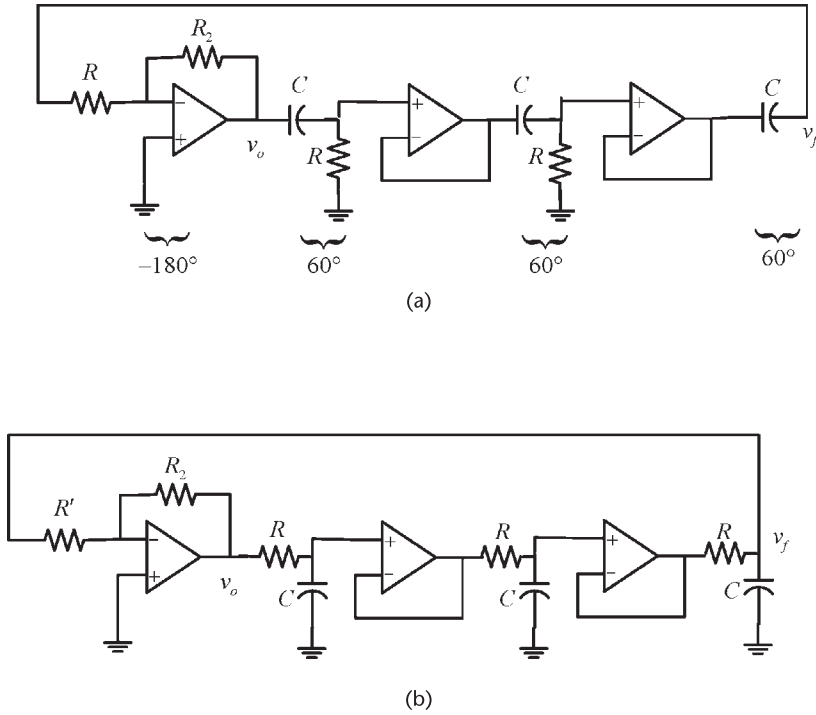 R₂
R
C
C
C
−
+
+
−
+
−
vₒ
R
R
v_f
−180°
60°
60°
60°
(a)
R₂
R'
R
R
R
v_f
−
+
+
−
+
−
vₒ
C
C
C
(b)